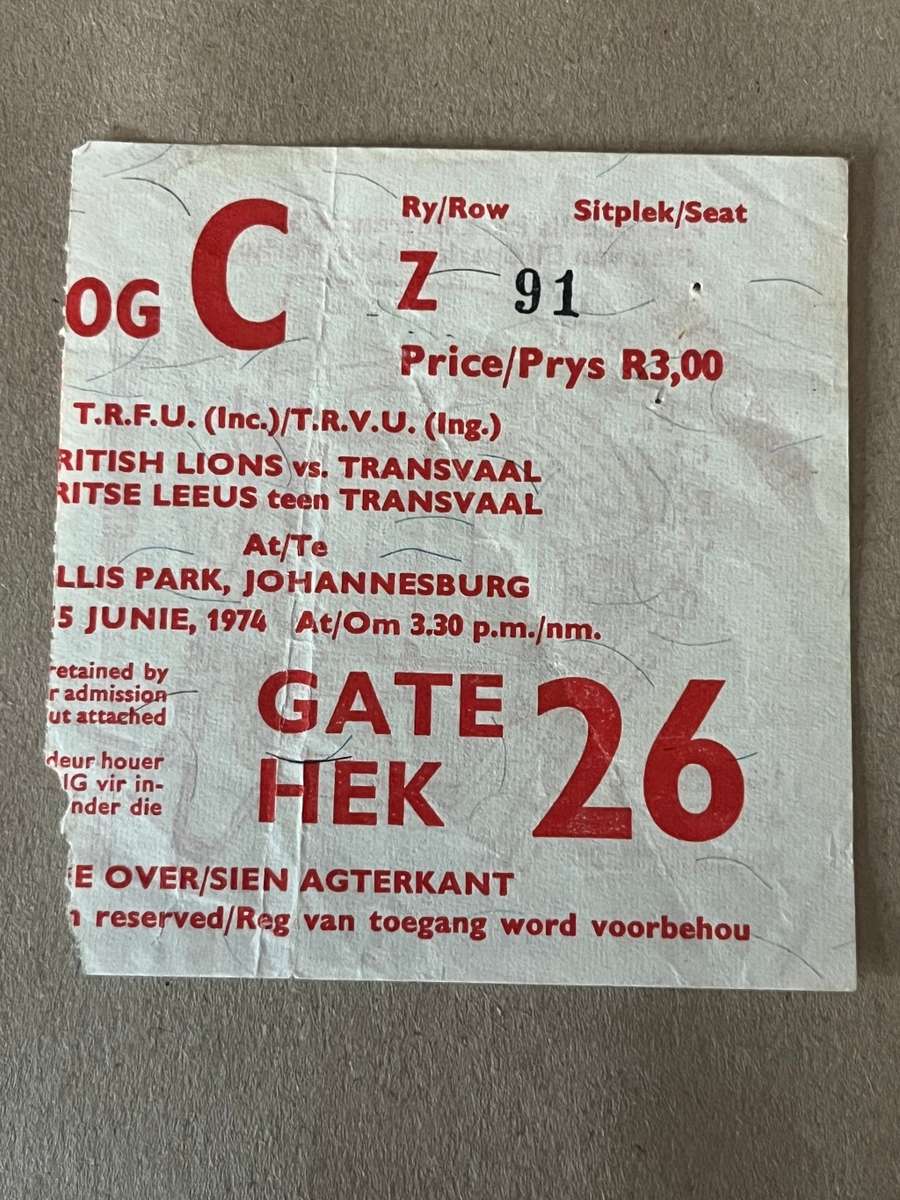 Ry/Row Sitplek/Seat
OG C Z 91
Price/Prys R3,00
T.R.F.U. (Inc.)/T.R.V.U. (Ing.)
RITISH LIONS vs. TRANSVAAL
RITSE LEEUS teen TRANSVAAL
At/Te
LLIS PARK, JOHANNESBURG
5 JUNIE, 1974 At/Om 3.30 p.m./nm.
etained by
r admission
ut attached
GATE
HEK
26
deur houer
IG vir in-
nder die
E OVER/SIEN AGTERKANT
n reserved/Reg van toegang word voorbehou